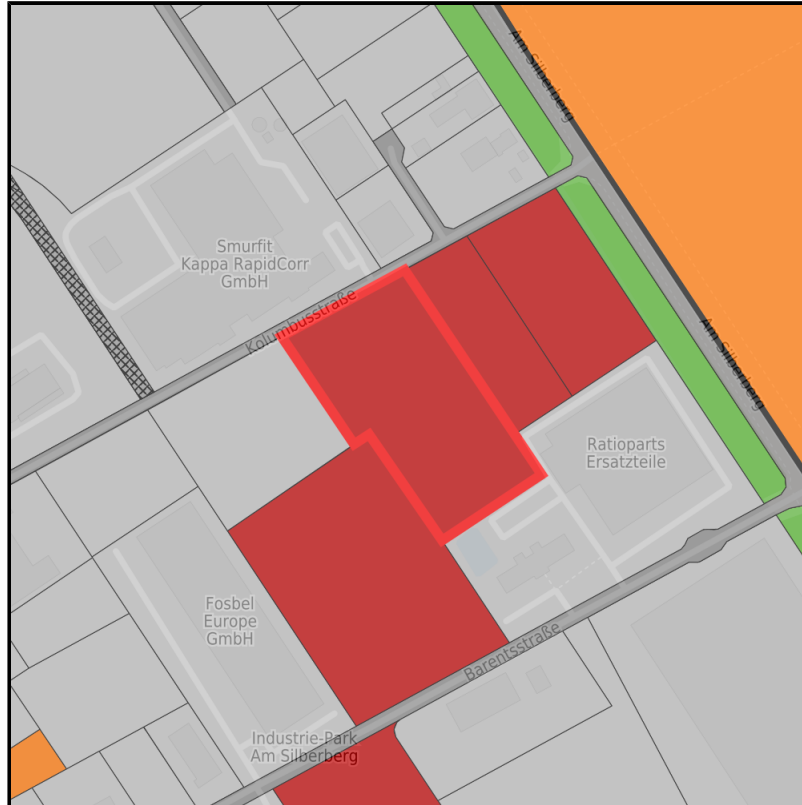 Am Silberberg
Smurfit
Kappa RapidCorr
GmbH
Kolumbusstraße
Am Silberberg
Ratioparts
Ersatzteile
Fosbel
Europe
GmbH
Barentsstraße
Industrie-Park
Am Silberberg